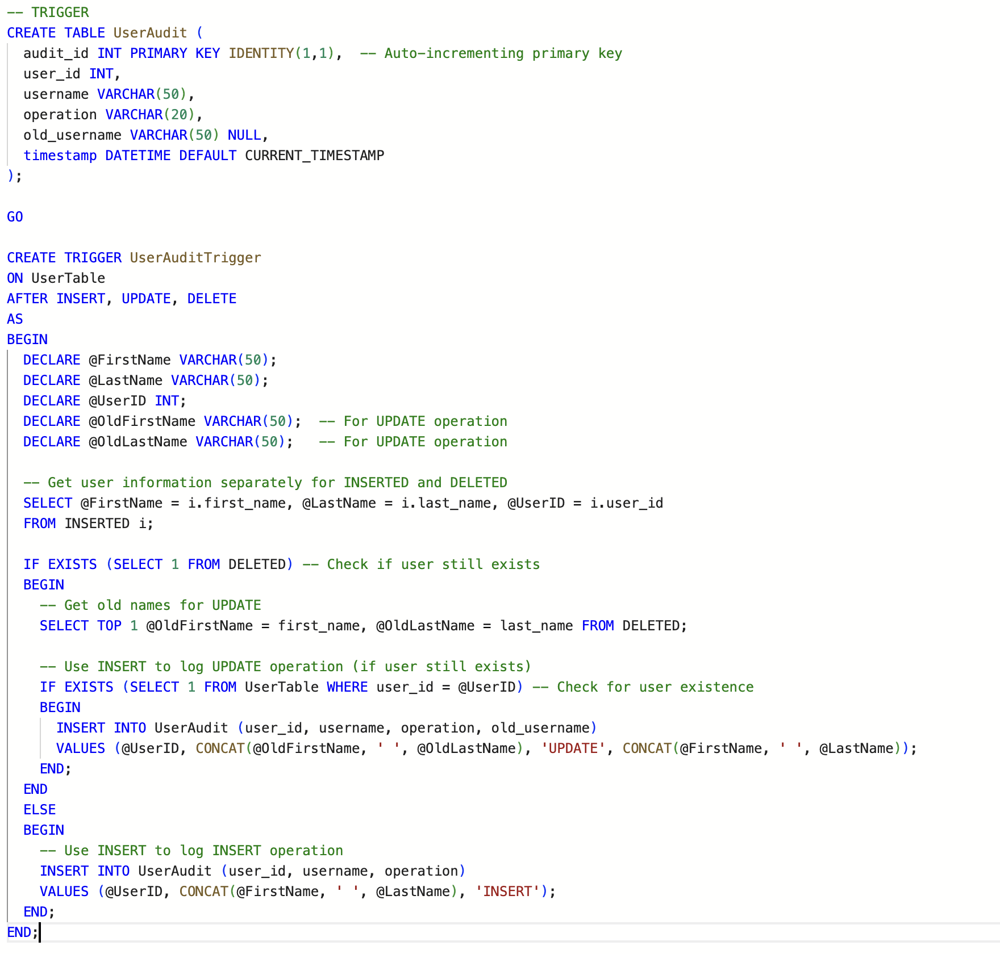 -- TRIGGER
CREATE TABLE UserAudit (
  audit_id INT PRIMARY KEY IDENTITY(1,1),  -- Auto-incrementing primary key
  user_id INT,
  username VARCHAR(50),
  operation VARCHAR(20),
  old_username VARCHAR(50) NULL,
  timestamp DATETIME DEFAULT CURRENT_TIMESTAMP
);

GO

CREATE TRIGGER UserAuditTrigger
ON UserTable
AFTER INSERT, UPDATE, DELETE
AS
BEGIN
  DECLARE @FirstName VARCHAR(50);
  DECLARE @LastName VARCHAR(50);
  DECLARE @UserID INT;
  DECLARE @OldFirstName VARCHAR(50);  -- For UPDATE operation
  DECLARE @OldLastName VARCHAR(50);   -- For UPDATE operation

  -- Get user information separately for INSERTED and DELETED
  SELECT @FirstName = i.first_name, @LastName = i.last_name, @UserID = i.user_id
  FROM INSERTED i;

  IF EXISTS (SELECT 1 FROM DELETED) -- Check if user still exists
  BEGIN
    -- Get old names for UPDATE
    SELECT TOP 1 @OldFirstName = first_name, @OldLastName = last_name FROM DELETED;

    -- Use INSERT to log UPDATE operation (if user still exists)
    IF EXISTS (SELECT 1 FROM UserTable WHERE user_id = @UserID) -- Check for user existence
    BEGIN
      INSERT INTO UserAudit (user_id, username, operation, old_username)
      VALUES (@UserID, CONCAT(@OldFirstName, ' ', @OldLastName), 'UPDATE', CONCAT(@FirstName, ' ', @LastName));
    END;
  END
  ELSE
  BEGIN
    -- Use INSERT to log INSERT operation
    INSERT INTO UserAudit (user_id, username, operation)
    VALUES (@UserID, CONCAT(@FirstName, ' ', @LastName), 'INSERT');
  END;
END;